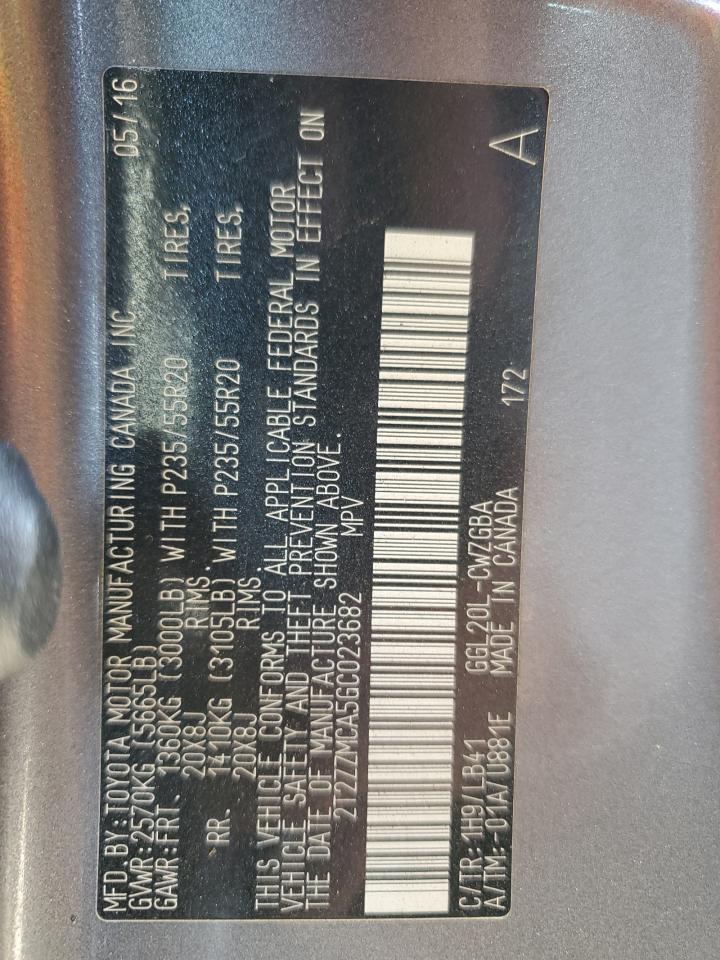 MFD.BY:TOYOTA MOTOR MANUFACTURING CANADA INC. 05/16
GVWR:2570KG (5665LB)
GAWR:FRT. 1360KG (3000LB) WITH P235/55R20 TIRES,
20X8J RIMS.
RR. 1410KG (3105LB) WITH P235/55R20 TIRES,
20X8J RIMS.
THIS VEHICLE CONFORMS TO ALL APPLICABLE FEDERAL MOTOR
VEHICLE SAFETY AND THEFT PREVENTION STANDARDS IN EFFECT ON
THE DATE OF MANUFACTURE SHOWN ABOVE.
2T2ZZMCA5GC023682 MPV
C/TR:1H9/LB41 GGL20L-CWZGBA
A/TM:-01A/U881E MADE IN CANADA 172 A